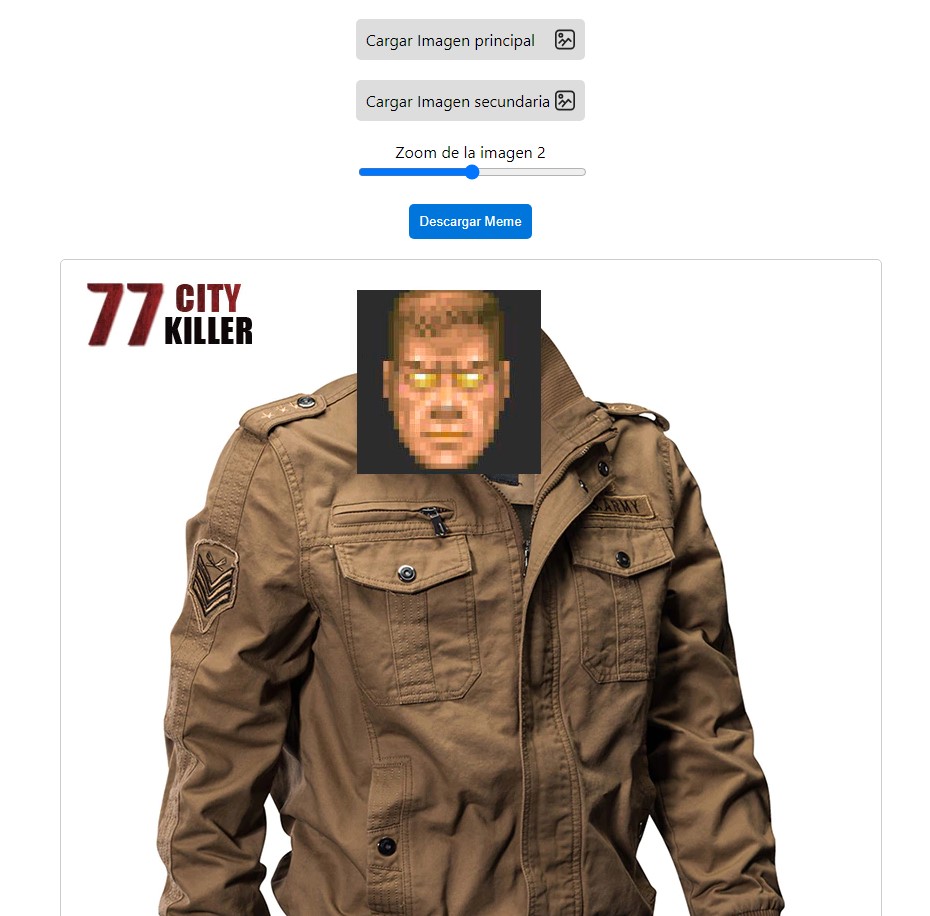 Cargar Imagen principal
Cargar Imagen secundaria
Zoom de la imagen 2
Descargar Meme
77 CITY
KILLER
ARMY